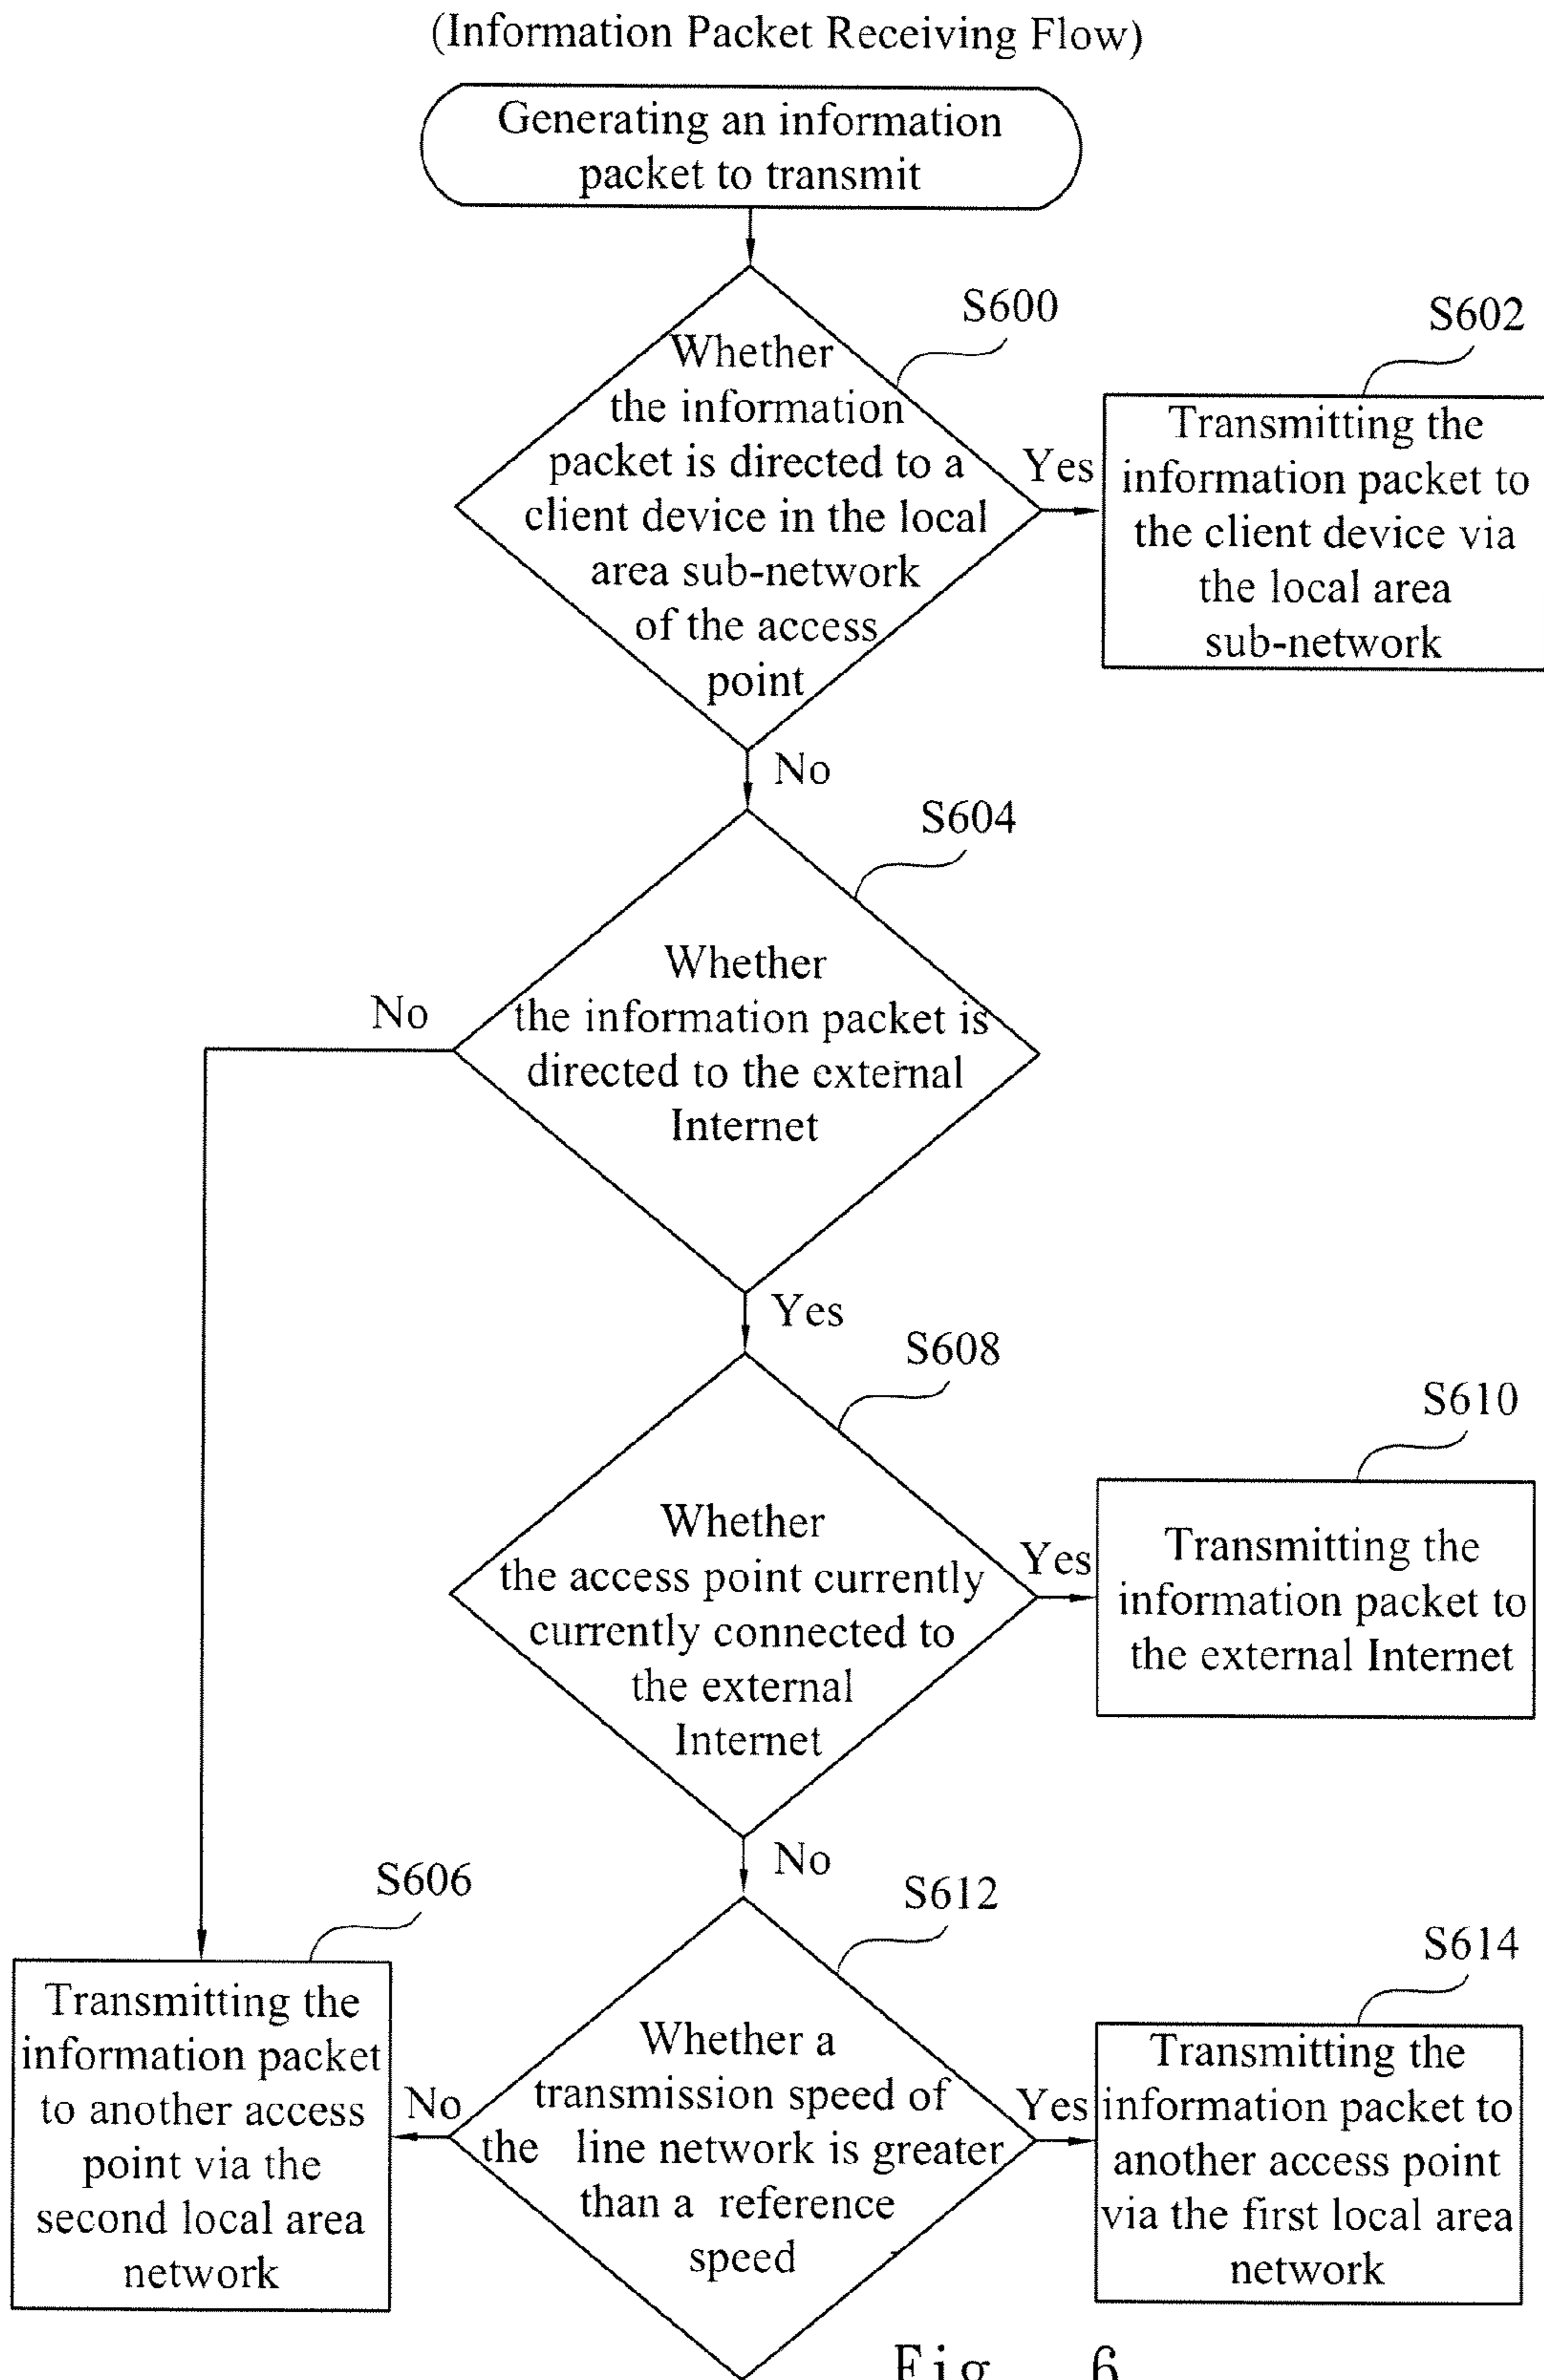 (Information Packet Receiving Flow)
Generating an information
packet to transmit
S600
Whether
the information
packet is directed to a
client device in the local
area sub-network
of the access
point
Yes
S602
Transmitting the
information packet to
the client device via
the local area
sub-network
No
S604
Whether
the information packet is
directed to the external
Internet
No
Yes
S608
Whether
the access point currently
currently connected to
the external
Internet
Yes
S610
Transmitting the
information packet to
the external Internet
No
S606
Transmitting the
information packet
to another access
point via the
second local area
network
S612
Whether a
transmission speed of
the line network is greater
than a reference
speed
No
Yes
S614
Transmitting the
information packet to
another access point
via the first local area
network
Fig. 6